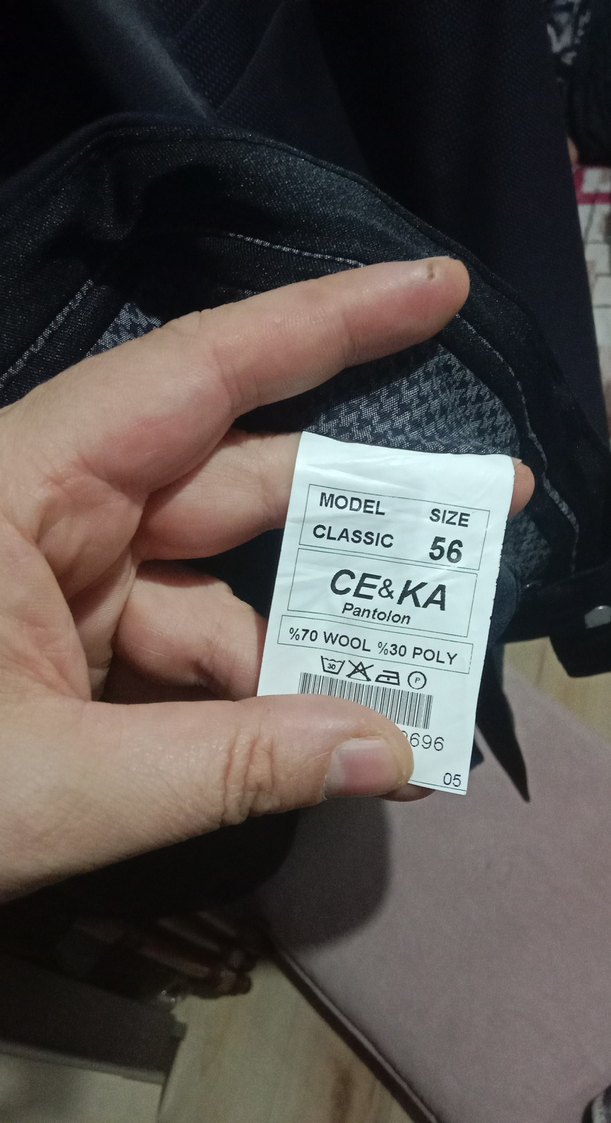 MODEL SIZE
CLASSIC 56
CE&KA
Pantolon
%70 WOOL %30 POLY
30 P
05